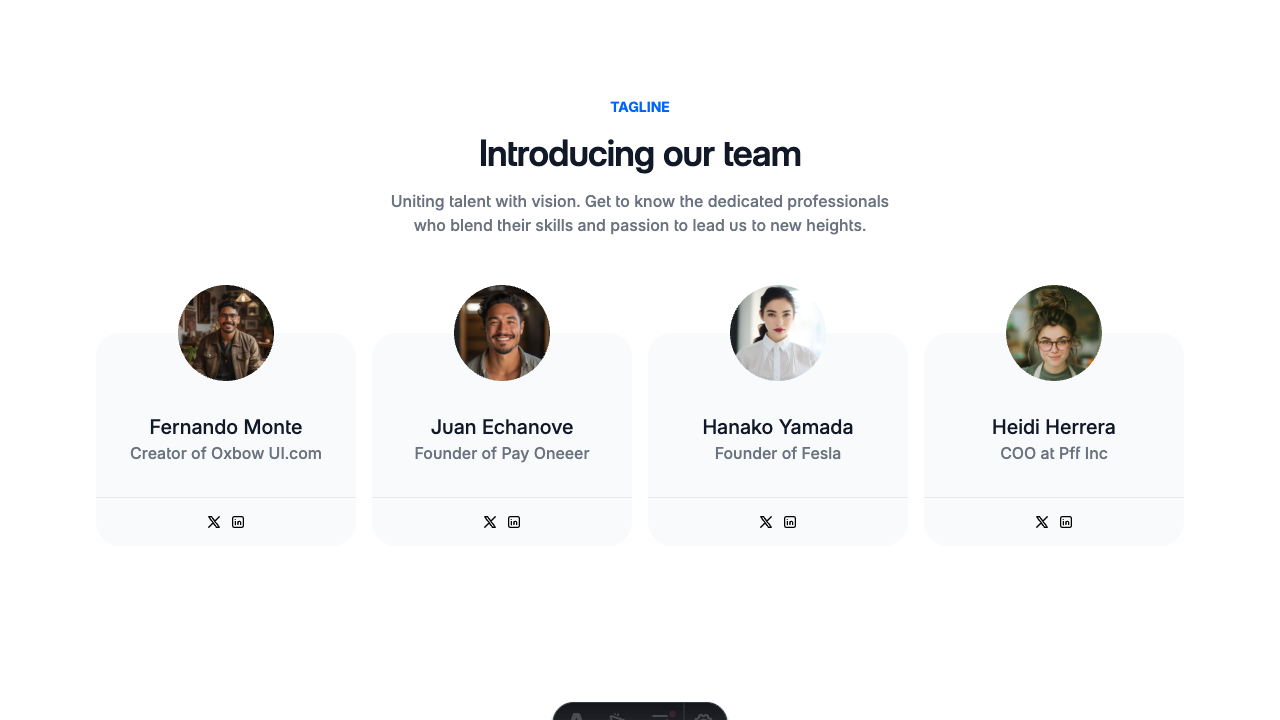 TAGLINE
Introducing our team
Uniting talent with vision. Get to know the dedicated professionals
who blend their skills and passion to lead us to new heights.
Fernando Monte
Creator of Oxbow UI.com
Juan Echanove
Founder of Pay Oneeer
Hanako Yamada
Founder of Fesla
Heidi Herrera
COO at Pff Inc